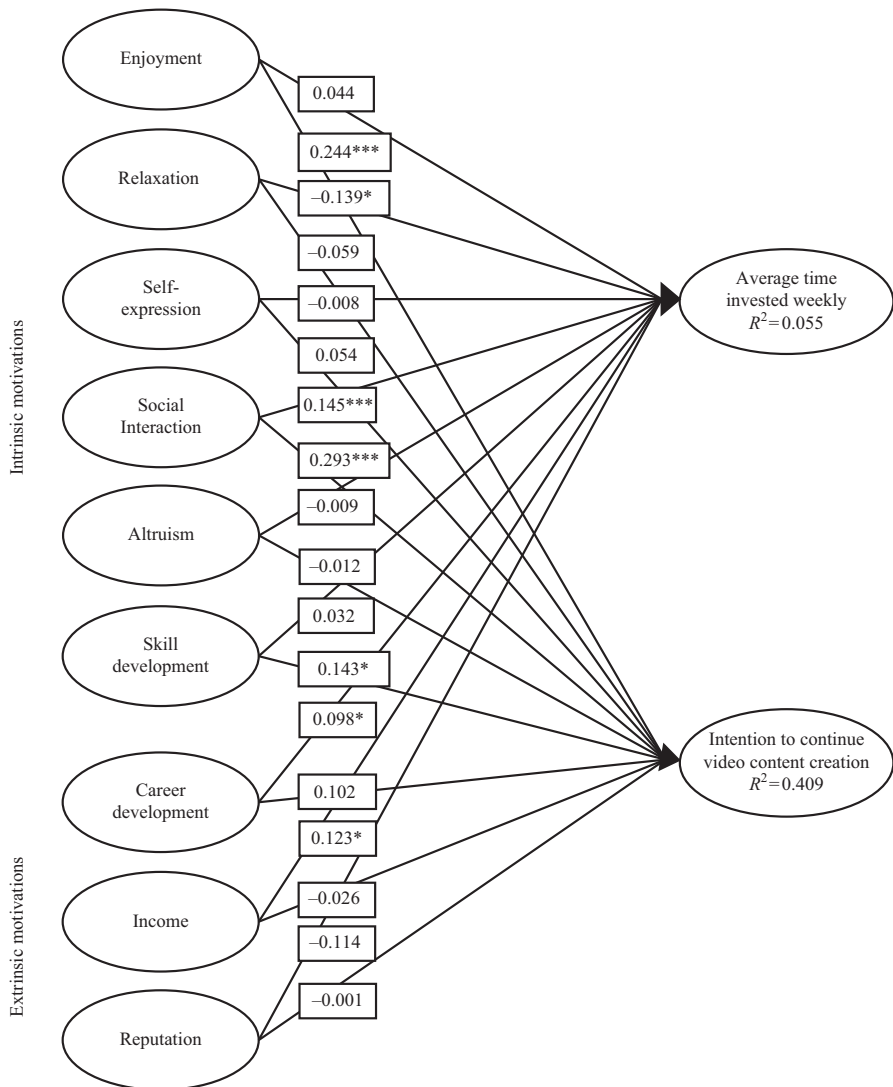 Enjoyment
0.044
0.244***
Relaxation
–0.139*
–0.059
Self-
expression
–0.008
0.054
Average time
invested weekly
R²=0.055
Intrinsic motivations
Social
Interaction
0.145***
0.293***
Altruism
–0.009
–0.012
Skill
development
0.032
0.143*
0.098*
Career
development
0.102
0.123*
Intention to continue
video content creation
R²=0.409
Extrinsic motivations
Income
–0.026
–0.114
Reputation
–0.001